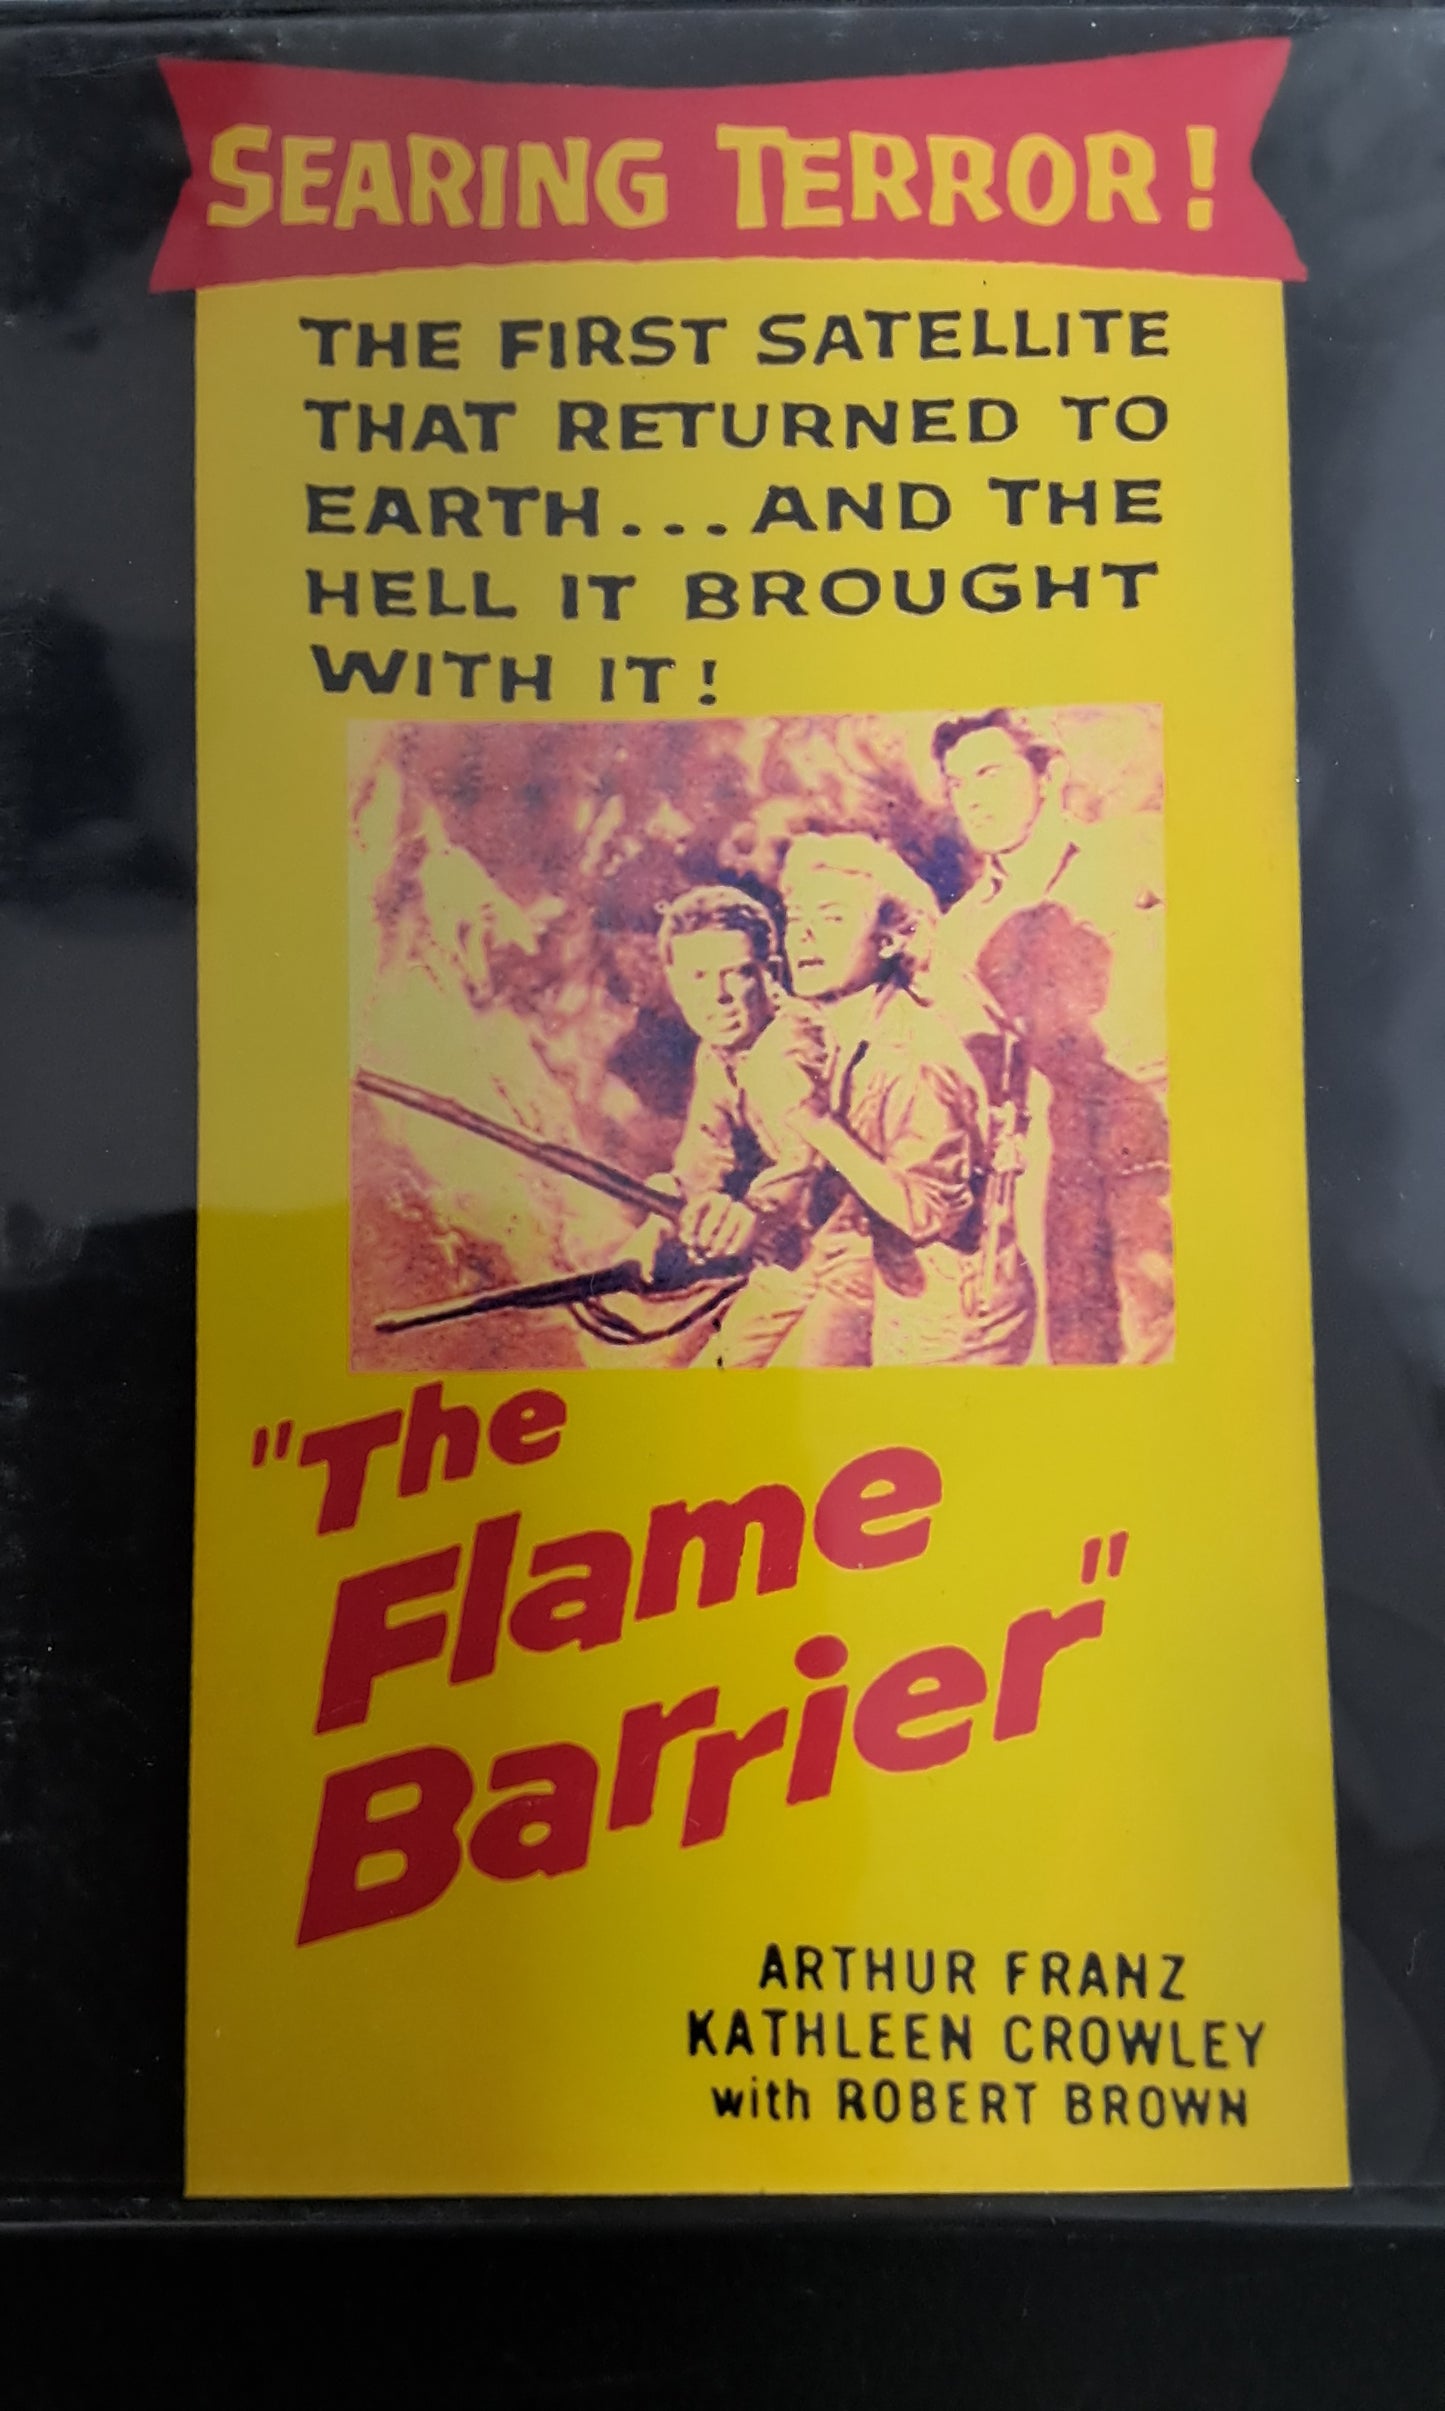 SEARING TERROR!
THE FIRST SATELLITE
THAT RETURNED TO
EARTH...AND THE
HELL IT BROUGHT
WITH IT!
"The
Flame
Barrier"
ARTHUR FRANZ
KATHLEEN CROWLEY
with ROBERT BROWN